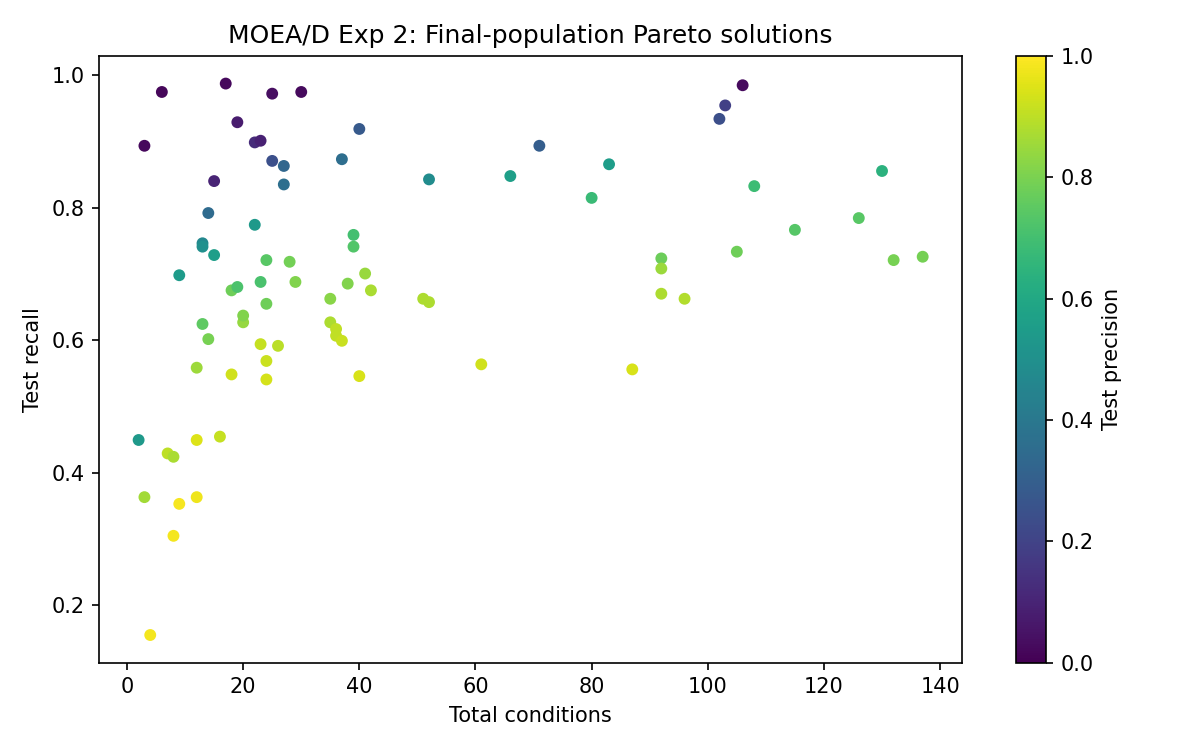 MOEA/D Exp 2: Final-population Pareto solutions
1.0
0.8
0.6
0.4
0.2
Test recall
0 20 40 60 80 100 120 140
Total conditions
1.0
0.8
0.6
0.4
0.2
0.0
Test precision